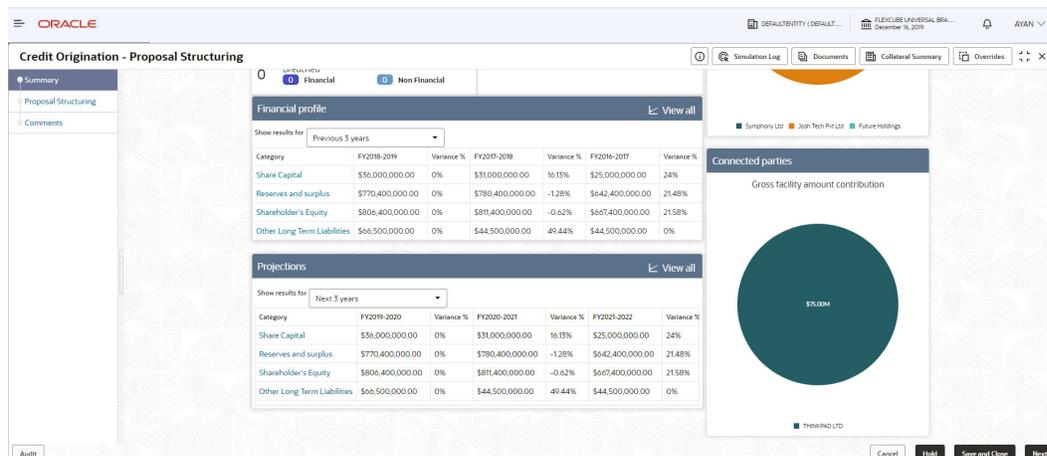 ORACLE
DEFAULTENTITY ( DEFAULT....
FLEXCUBE UNIVERSAL BRA....
December 16, 2019
AYAN
Credit Origination - Proposal Structuring
Simulation Log
Documents
Collateral Summary
Overrides
Summary
Proposal Structuring
Comments
0
0 Financial
0 Non Financial
Symphony Ltd Josh Tech Pvt Ltd Future Holdings
Financial profile
View all
Show results for Previous 3 years
Category FY2018-2019 Variance % FY2017-2018 Variance % FY2016-2017 Variance %
Share Capital $36,000,000.00 0% $31,000,000.00 16.13% $25,000,000.00 24%
Reserves and surplus $770,400,000.00 0% $780,400,000.00 -1.28% $642,400,000.00 21.48%
Shareholder's Equity $806,400,000.00 0% $811,400,000.00 -0.62% $667,400,000.00 21.58%
Other Long Term Liabilities $66,500,000.00 0% $44,500,000.00 49.44% $44,500,000.00 0%
Projections
View all
Show results for Next 3 years
Category FY2019-2020 Variance % FY2020-2021 Variance % FY2021-2022 Variance %
Share Capital $36,000,000.00 0% $31,000,000.00 16.13% $25,000,000.00 24%
Reserves and surplus $770,400,000.00 0% $780,400,000.00 -1.28% $642,400,000.00 21.48%
Shareholder's Equity $806,400,000.00 0% $811,400,000.00 -0.62% $667,400,000.00 21.58%
Other Long Term Liabilities $66,500,000.00 0% $44,500,000.00 49.44% $44,500,000.00 0%
Connected parties
Gross facility amount contribution
$75.00M
THINKPAD LTD
Audit
Cancel
Hold
Save and Close
Next